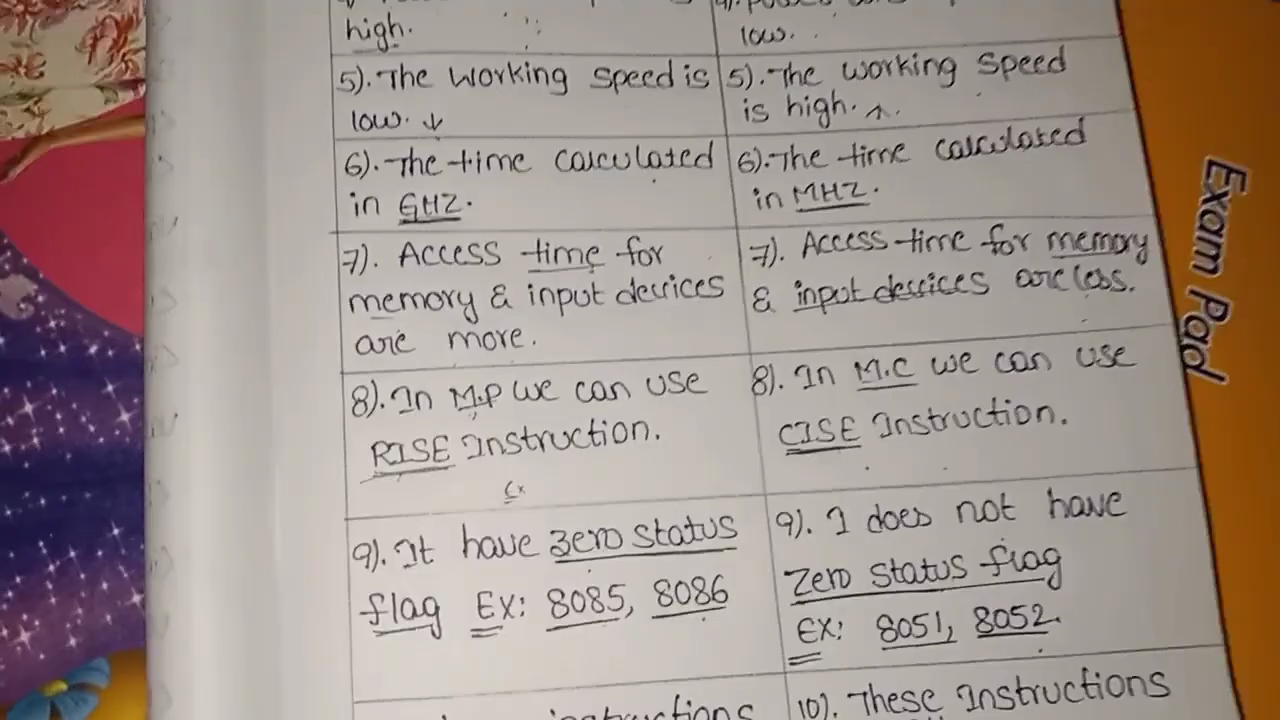 high.
5). The working speed is
low. ↓
6). The time calculated
in GHZ.
7). Access time for
memory & input devices
are more.
8). In M.P we can use
RISE Instruction.
Ex
9). It have zero status
flag EX: 8085, 8086
instructions
low.
5). The working speed
is high. ↑.
6). The time calculated
in MHZ.
7). Access time for memory
& input devices are less.
8). In M.C we can use
CISE Instruction.
9). I does not have
Zero status flag
EX: 8051, 8052.
10). These Instructions
Exam Pad